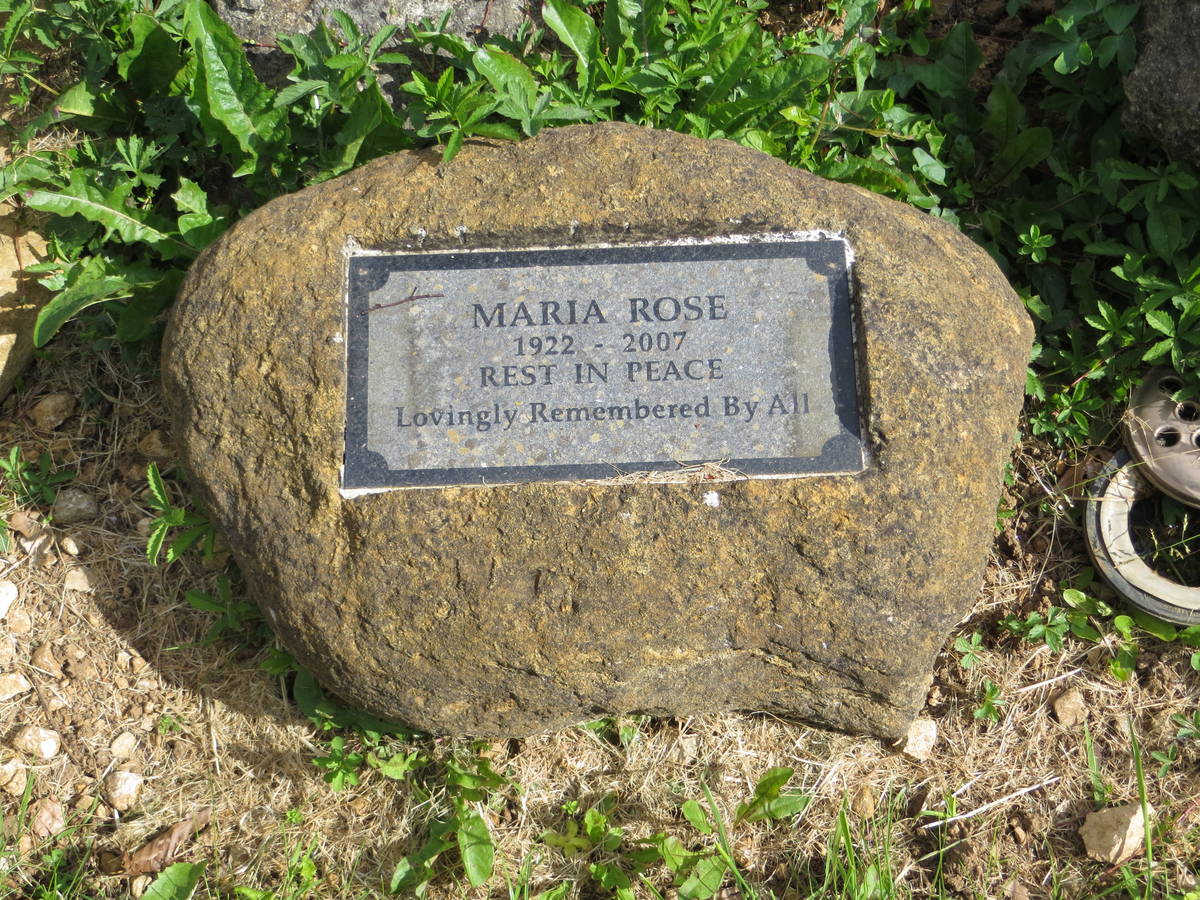 MARIA ROSE
1922 - 2007
REST IN PEACE
Lovingly Remembered By All